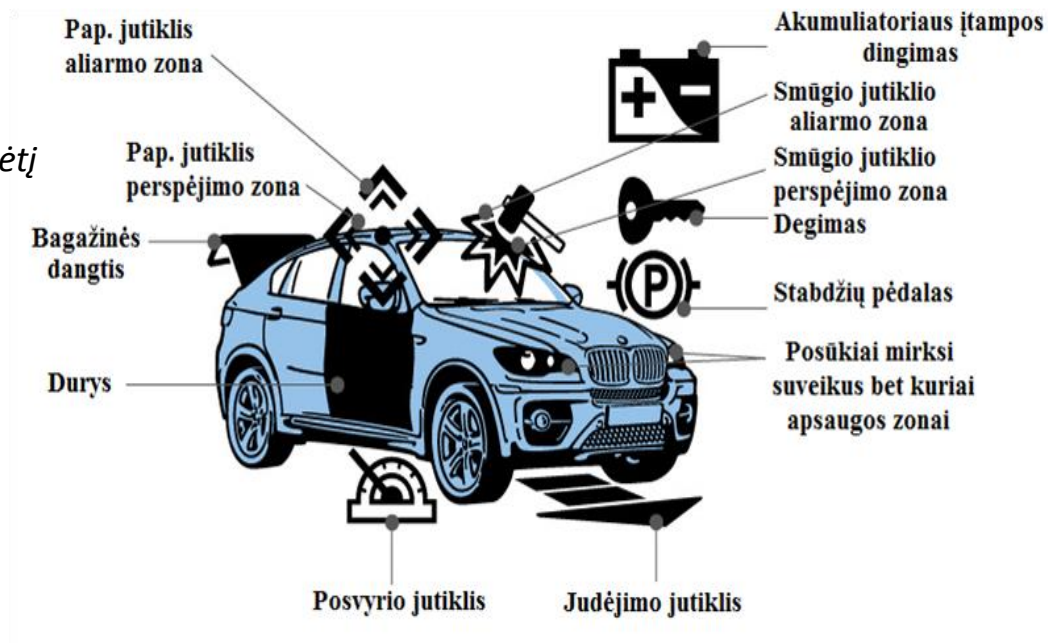 Pap. jutiklis
aliarmo zona
ėtį
Pap. jutiklis
perspėjimo zona
Bagažinės
dangtis
Durys
Posvyrio jutiklis
Judėjimo jutiklis
Akumuliatoriaus įtampos
dingimas
Smūgio jutiklio
aliarmo zona
Smūgio jutiklio
perspėjimo zona
Degimas
P
Stabdžių pėdalas
Posūkiai mirksi
suveikus bet kuriai
apsaugos zonai